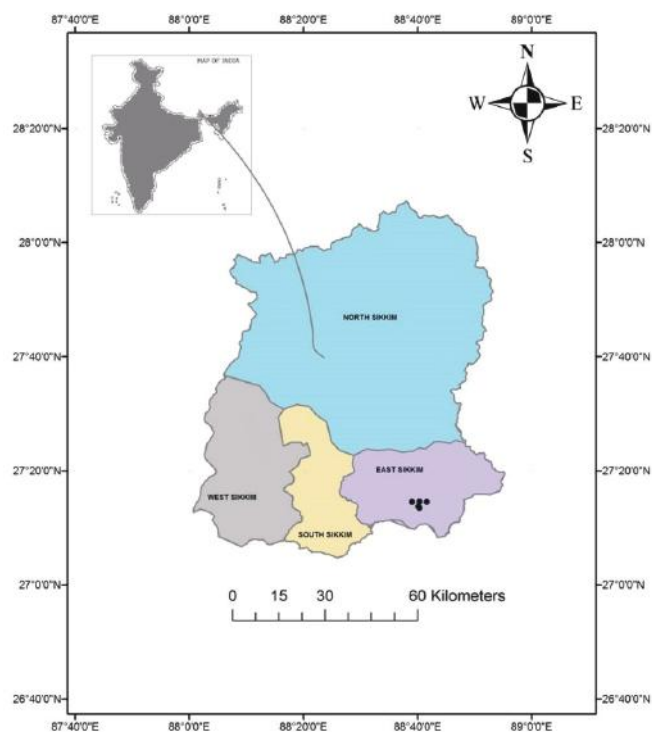 87°40'0"E 88°0'0"E 88°20'0"E 88°40'0"E 89°0'0"E
MAP OF INDIA
N
W E
S
28°20'0"N 28°20'0"N
28°0'0"N 28°0'0"N
NORTH SIKKIM
27°40'0"N 27°40'0"N
27°20'0"N 27°20'0"N
EAST SIKKIM
WEST SIKKIM
SOUTH SIKKIM
27°0'0"N 27°0'0"N
0 15 30 60 Kilometers
26°40'0"N 26°40'0"N
87°40'0"E 88°0'0"E 88°20'0"E 88°40'0"E 89°0'0"E